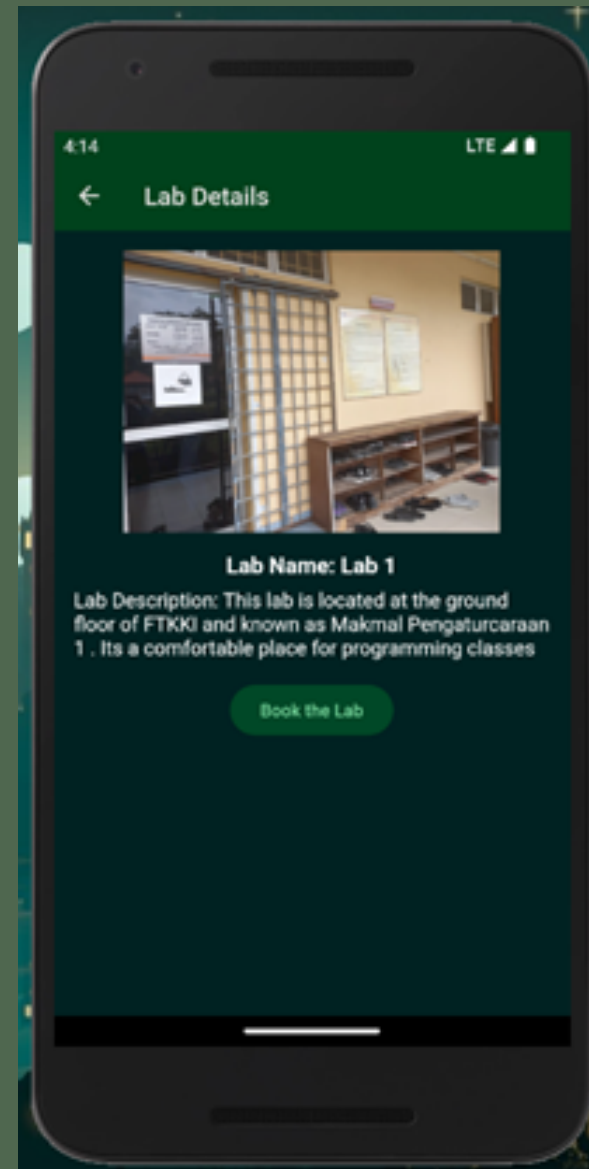 4:14
LTE
Lab Details
Lab Name: Lab 1
Lab Description: This lab is located at the ground
floor of FTKKI and known as Makmal Pengaturcaraan
1 . Its a comfortable place for programming classes
Book the Lab